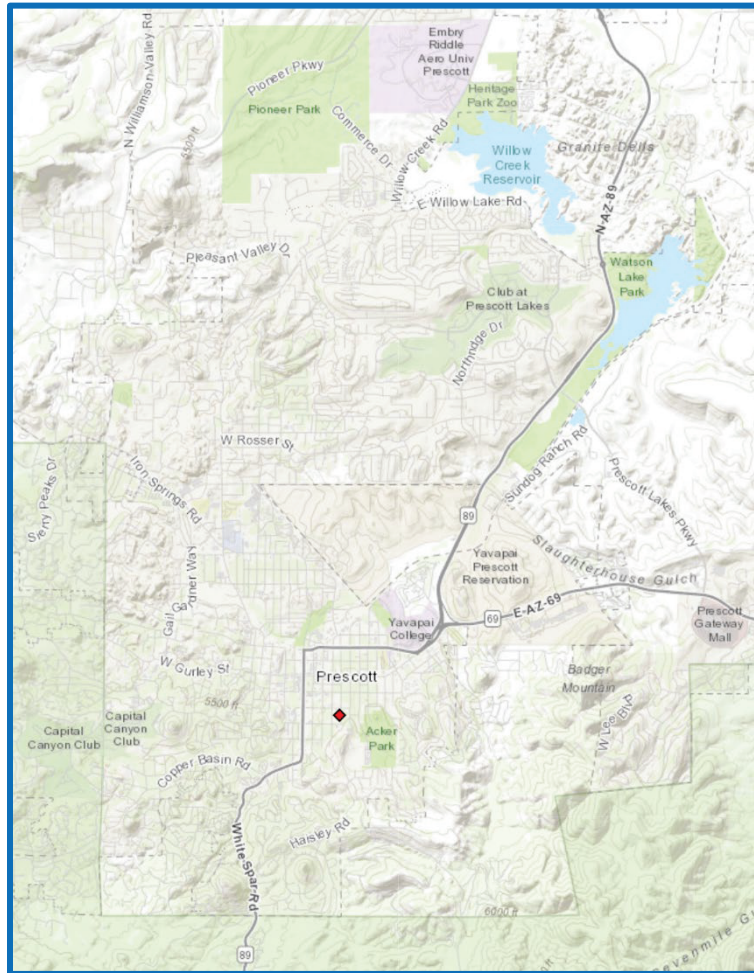 Embry
Riddle
Aero Univ
Prescott
N Williamson Valley Rd
Pioneer Pkwy
5500 ft
Pioneer Park
Commerce Dr
Heritage
Park Zoo
Willow Creek Rd
Willow
Creek
Reservoir
Granite Dells
E Willow Lake Rd
N-AZ-89
Pleasant Valley Dr
Watson
Lake
Park
Club at
Prescott Lakes
Northridge Dr
W Rosser St
Iron Springs Rd
Sierry Peaks Dr
Sundog Ranch Rd
Prescott Lakes Pkwy
89
Slaughterhouse Gulch
Yavapai
Prescott
Reservation
Gail Gardner Way
E-AZ-69
69
Yavapai
College
Prescott
Gateway
Mall
W Gurley St
Prescott
Badger
Mountain
5500 ft
Capital
Canyon Club
Capital
Canyon
Club
Acker
Park
W Lee Blvd
Copper Basin Rd
White Spar Rd
Haisley Rd
6000 ft
89